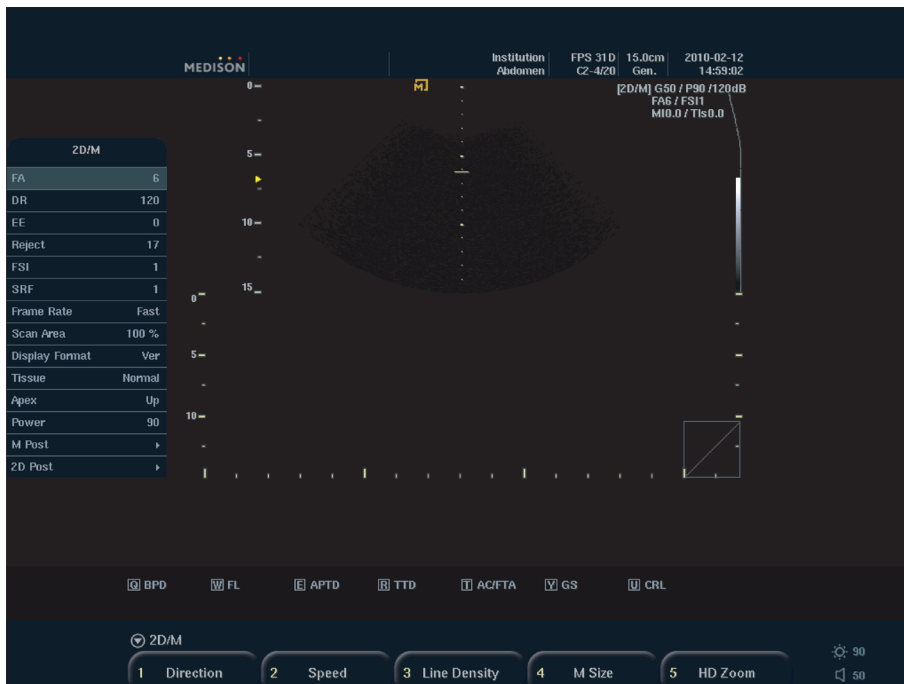 MEDISON
Institution FPS 31D 15.0cm 2010-02-12
Abdomen C2-4/20 Gen. 14:59:02
0 M [2D/M] G50 / P90 /120dB
FA6 / FSI1
MI0.0 / TIs0.0
2D/M
5
FA 6
DR 120
EE 0
10
Reject 17
FSI 1
SRF 1
15
0
Frame Rate Fast
Scan Area 100 %
Display Format Ver
5
Tissue Normal
Apex Up
Power 90
10
M Post
2D Post
Q BPD W FL E APTD R TTD T AC/FTA Y GS U CRL
2D/M
90
1 Direction 2 Speed 3 Line Density 4 M Size 5 HD Zoom
50